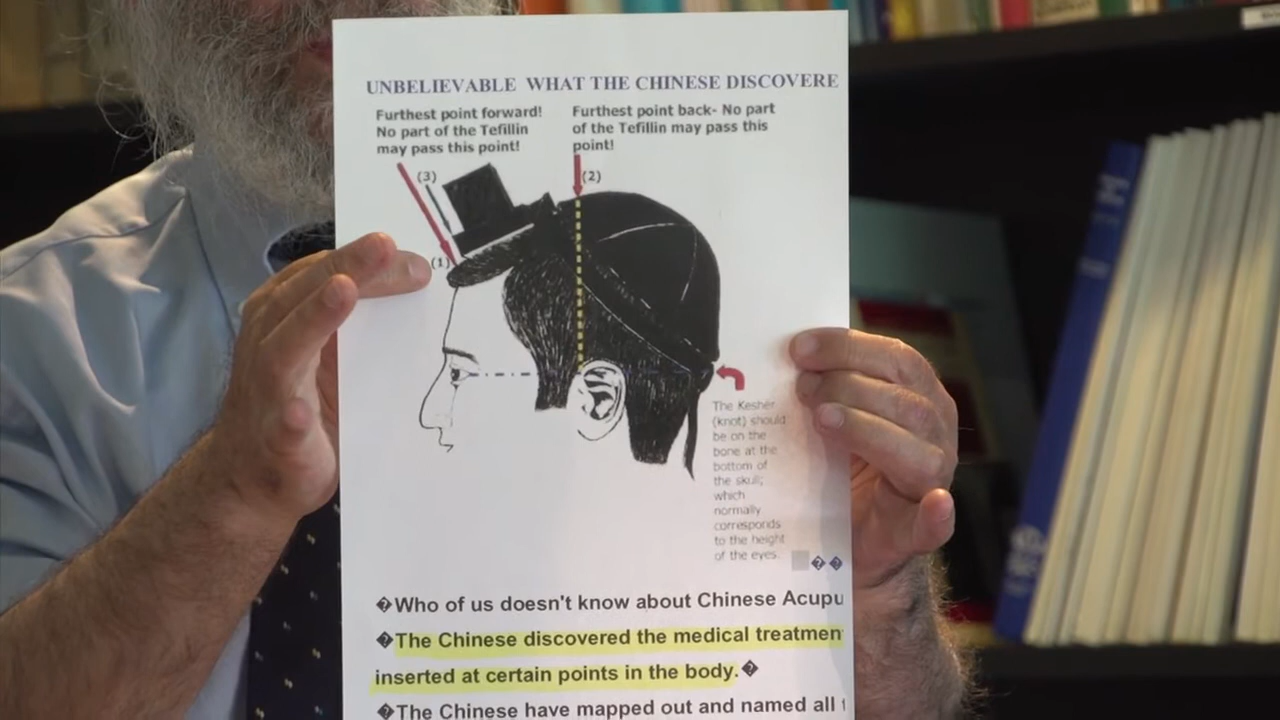 UNBELIEVABLE WHAT THE CHINESE DISCOVERE
Furthest point forward!
No part of the Tefillin
may pass this point!
Furthest point back- No part
of the Tefillin may pass this
point!
(3)
(2)
(1)
The Kesher
(knot) should
be on the
bone at the
bottom of
the skull;
which
normally
corresponds
to the height
of the eyes.
��
�Who of us doesn't know about Chinese Acupu
�The Chinese discovered the medical treatmen
inserted at certain points in the body.�
�The Chinese have mapped out and named all